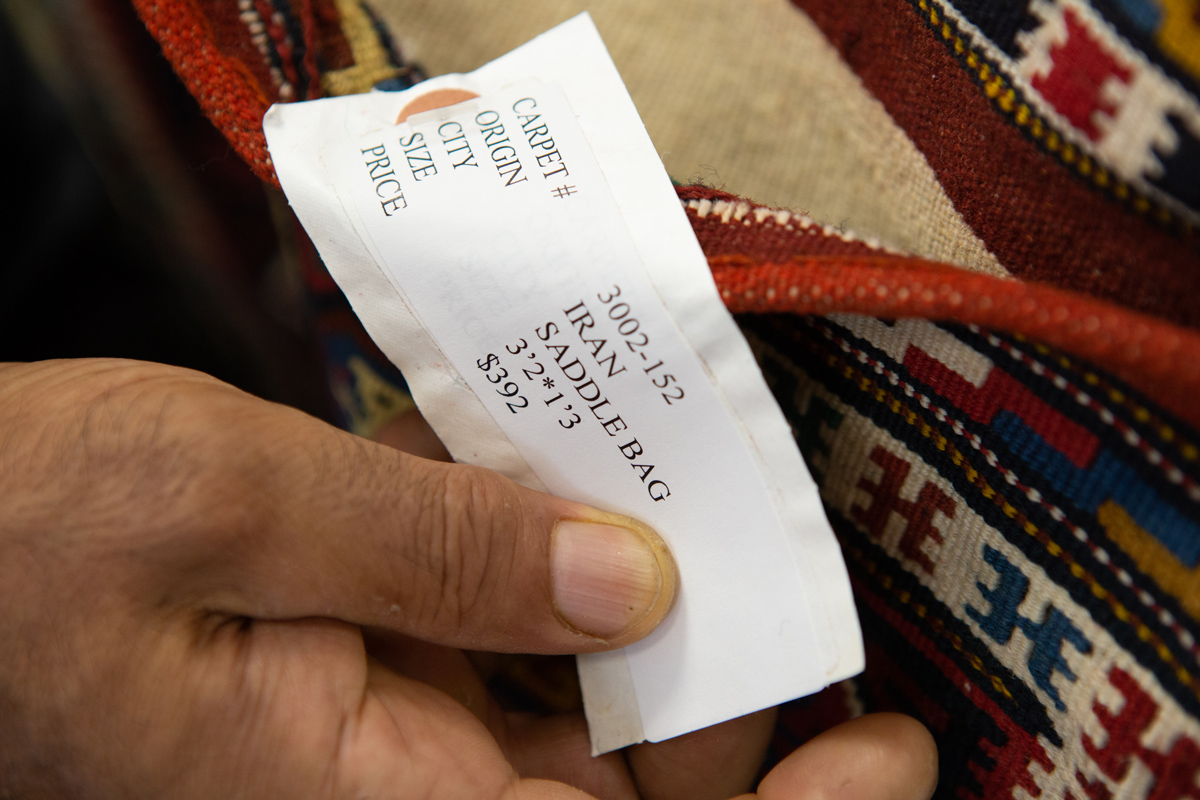 CARPET # 3002-152
ORIGIN IRAN
CITY SADDLE BAG
SIZE 3'2*1'3
PRICE $392